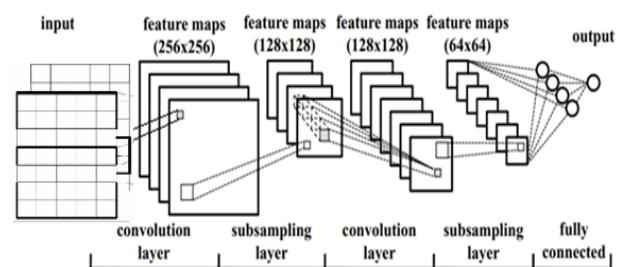 input
feature maps
(256x256)
feature maps
(128x128)
feature maps
(128x128)
feature maps
(64x64)
output
convolution
layer
subsampling
layer
convolution
layer
subsampling
layer
fully
connected